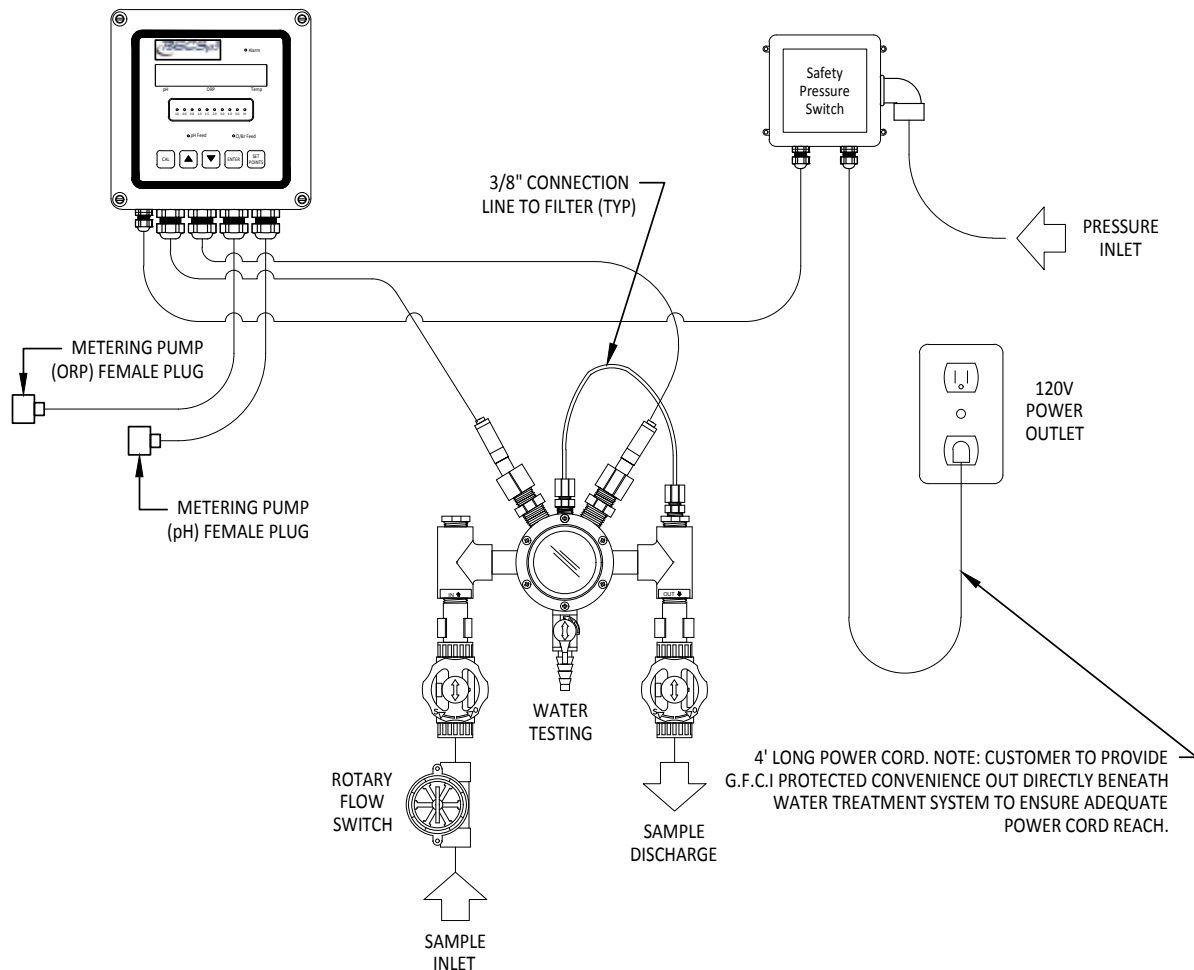 Alarm
pH ORP Temp
pH Feed
Cl/Br Feed
CAL
ENTER
SET
POINTS
Safety
Pressure
Switch
3/8" CONNECTION
LINE TO FILTER (TYP)
PRESSURE
INLET
METERING PUMP
(ORP) FEMALE PLUG
METERING PUMP
(pH) FEMALE PLUG
120V
POWER
OUTLET
IN
OUT
S O
S O
WATER
TESTING
ROTARY
FLOW
SWITCH
SAMPLE
DISCHARGE
4' LONG POWER CORD. NOTE: CUSTOMER TO PROVIDE
G.F.C.I PROTECTED CONVENIENCE OUT DIRECTLY BENEATH
WATER TREATMENT SYSTEM TO ENSURE ADEQUATE
POWER CORD REACH.
SAMPLE
INLET